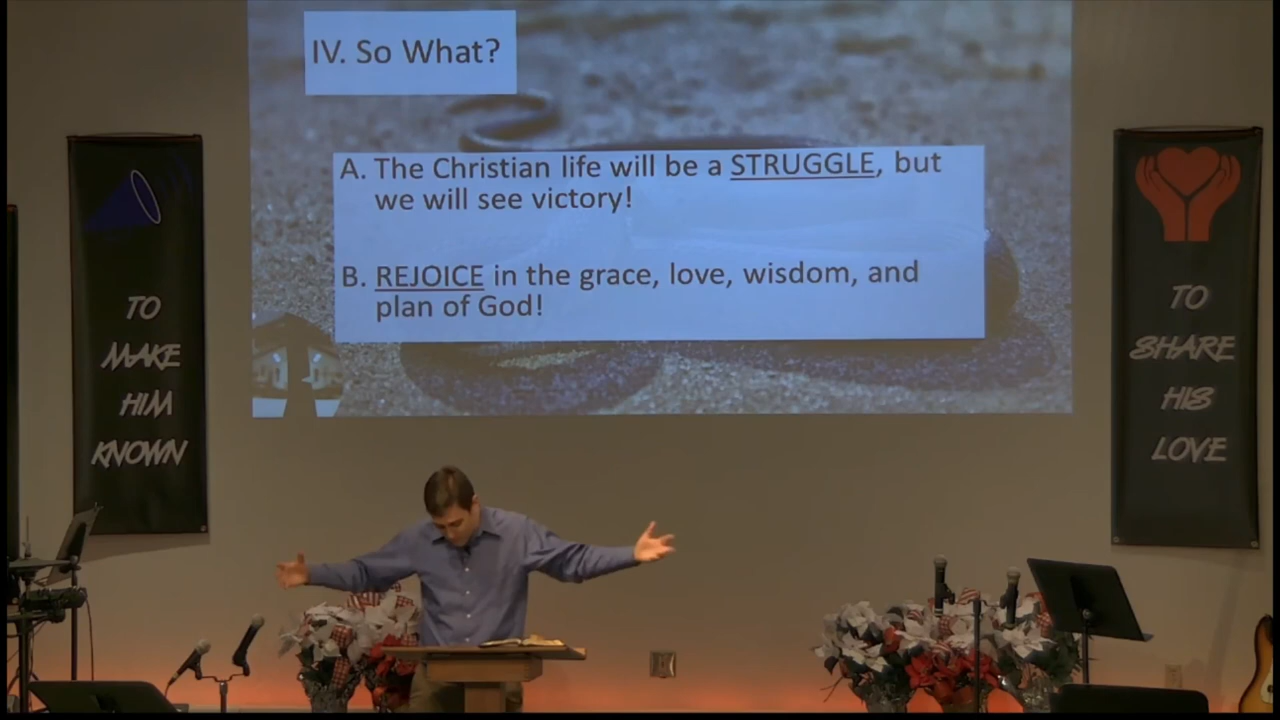 IV. So What?
A. The Christian life will be a STRUGGLE, but
we will see victory!
B. REJOICE in the grace, love, wisdom, and
plan of God!
TO
MAKE
HIM
KNOWN
TO
SHARE
HIS
LOVE